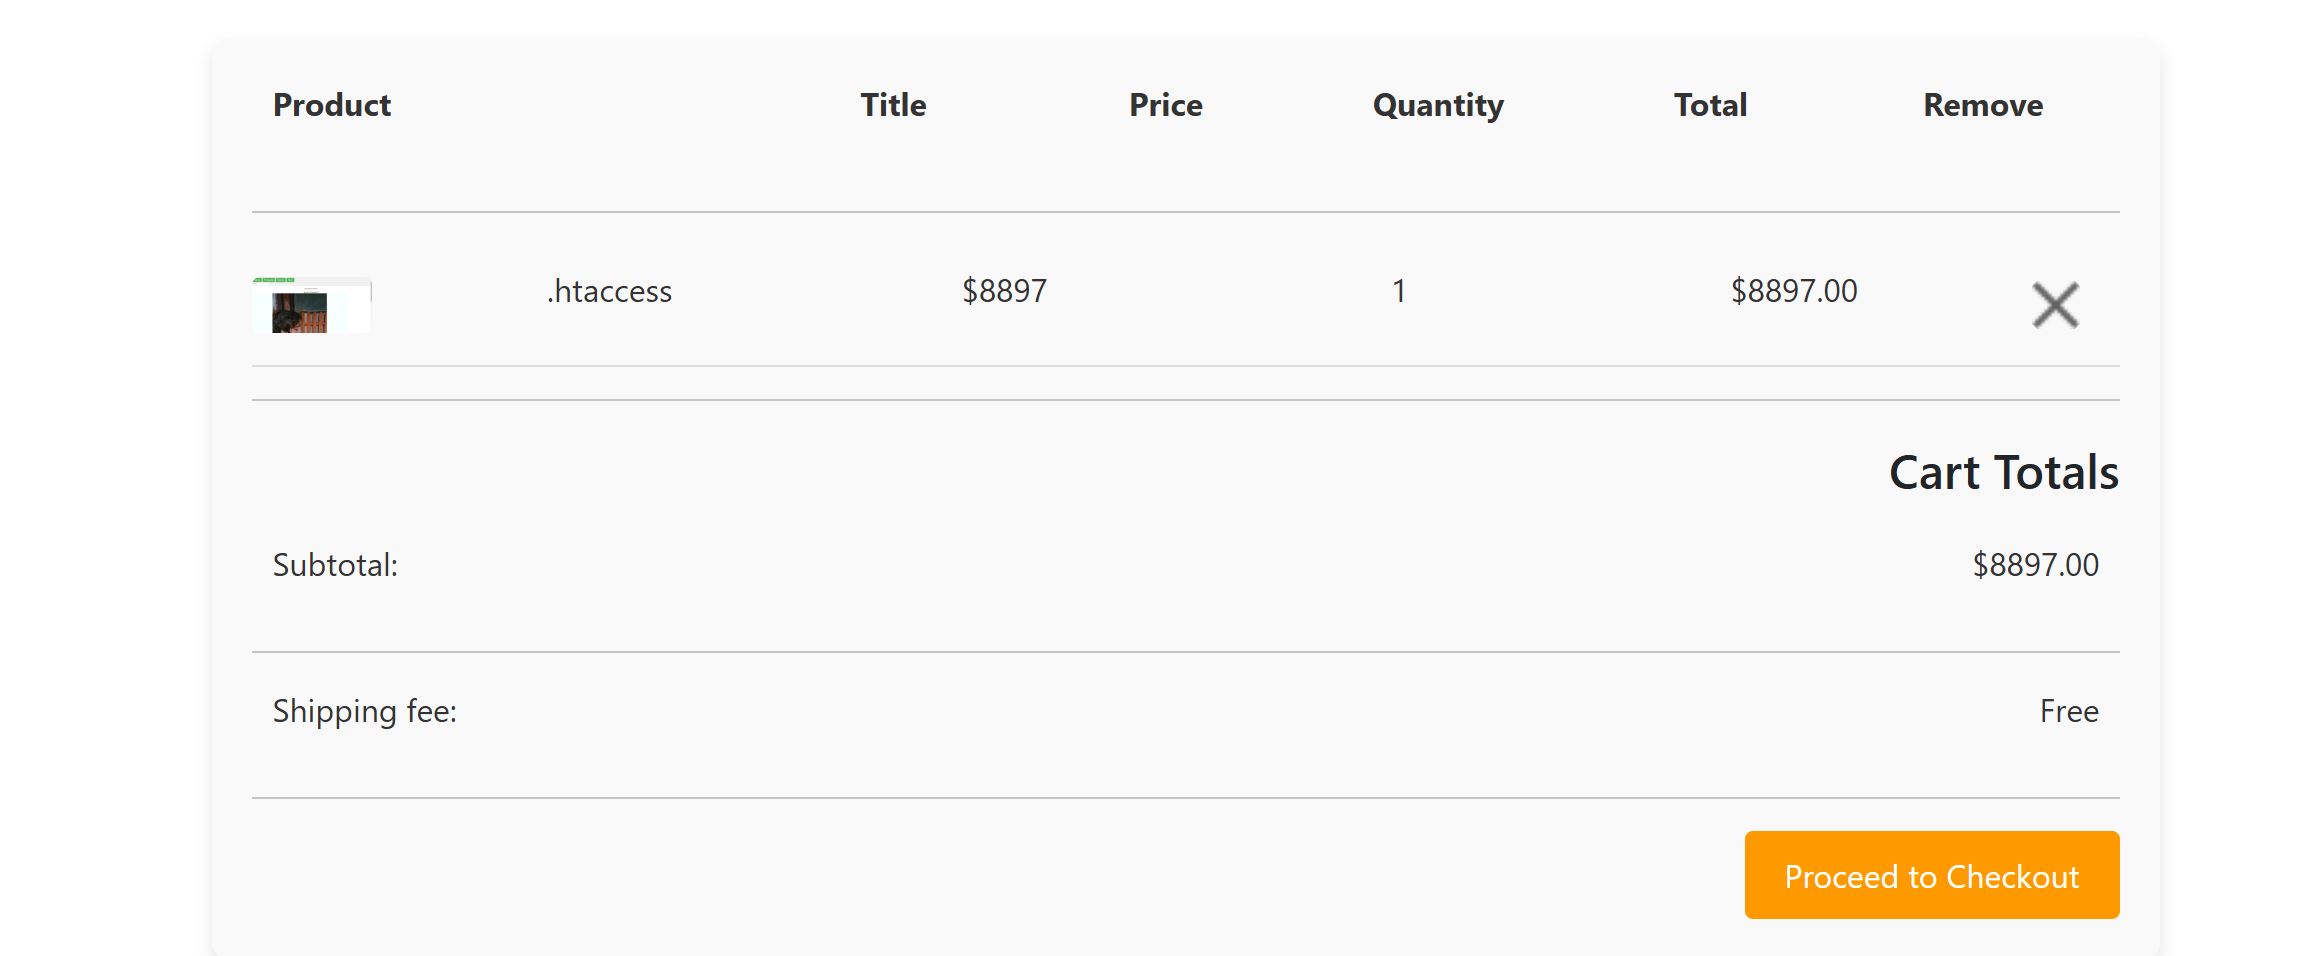 Product Title Price Quantity Total Remove
.htaccess $8897 1 $8897.00
Cart Totals
Subtotal: $8897.00
Shipping fee: Free
Proceed to Checkout